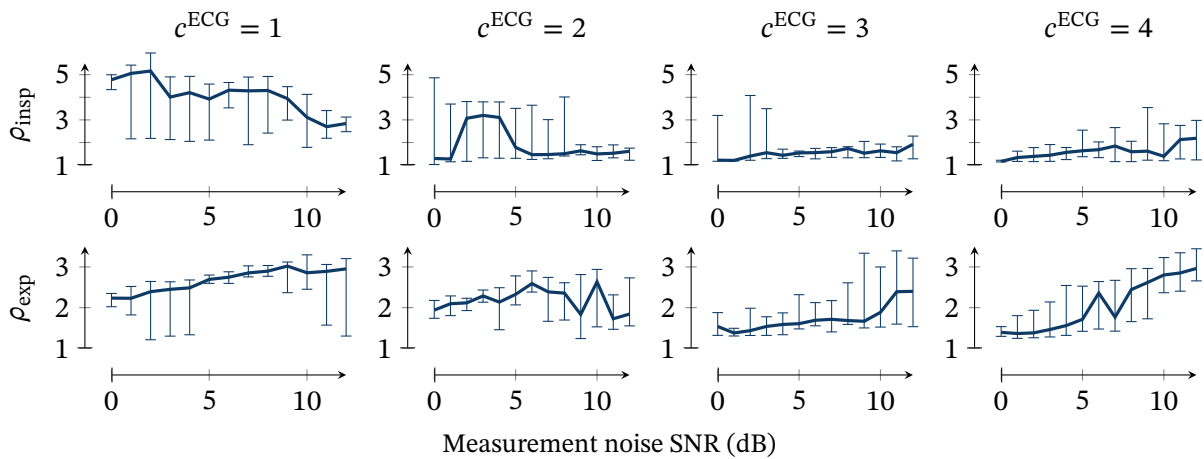 c^ECG = 1 c^ECG = 2 c^ECG = 3 c^ECG = 4
ρ_insp
5 5 5 5
3 3 3 3
1 1 1 1
0 5 10 0 5 10 0 5 10 0 5 10
ρ_exp
3 3 3 3
2 2 2 2
1 1 1 1
0 5 10 0 5 10 0 5 10 0 5 10
Measurement noise SNR (dB)